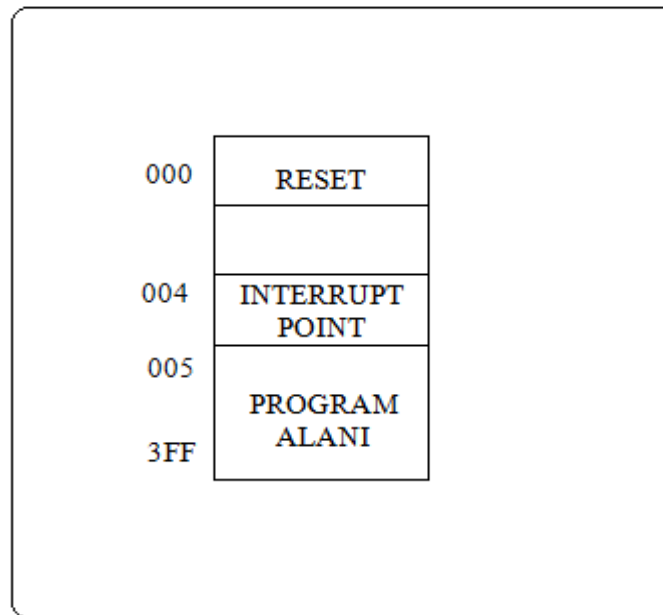 000
RESET
004
INTERRUPT
POINT
005
PROGRAM
ALANI
3FF